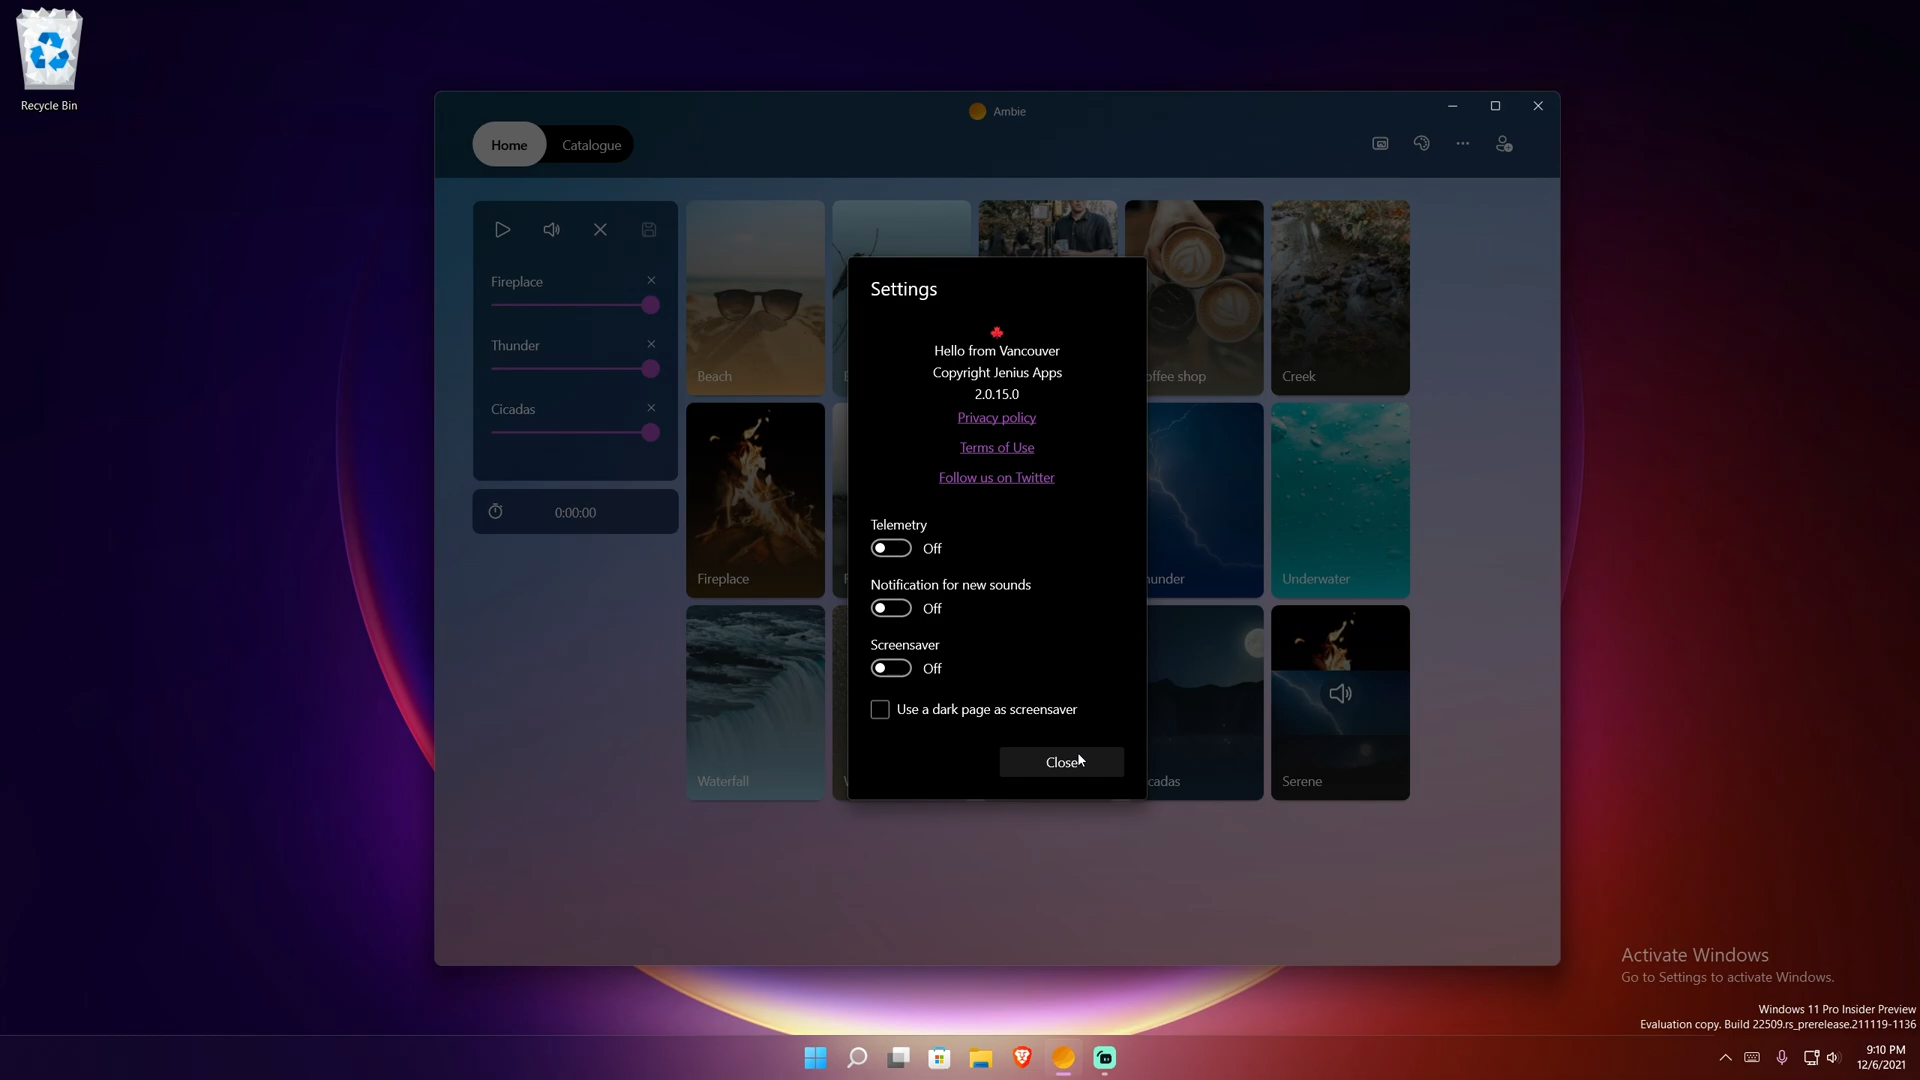 Recycle Bin
Ambie
Home
Catalogue
Fireplace
Thunder
Cicadas
0:00:00
Beach
Creek
Fireplace
Underwater
Waterfall
Serene
shop
Settings
Hello from Vancouver
Copyright Jenius Apps
2.0.15.0
Privacy policy
Terms of Use
Follow us on Twitter
Telemetry
Off
Notification for new sounds
Off
Screensaver
Off
Use a dark page as screensaver
Close
Activate Windows
Go to Settings to activate Windows.
Windows 11 Pro Insider Preview
Evaluation copy. Build 22509.rs_prerelease.211119-1136
9:10 PM
12/6/2021